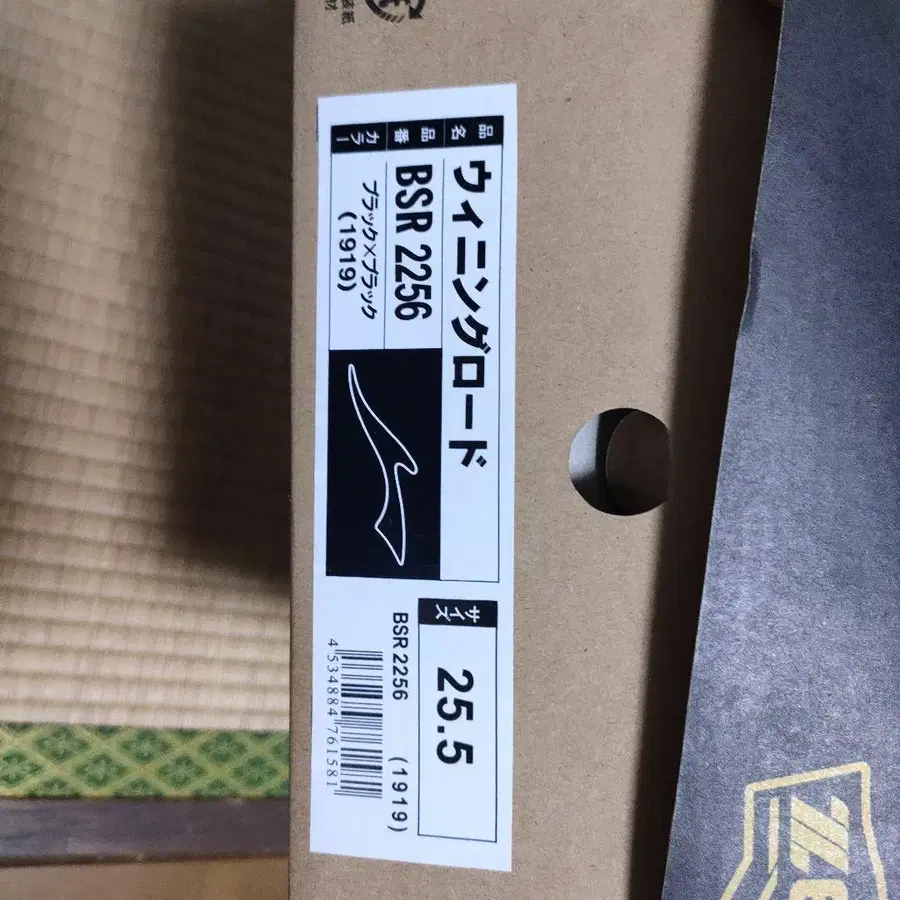 品名
ウィニングロード
品番
BSR 2256
カラー
ブラック×ブラック
(1919)
サイズ
25.5
BSR 2256 (1919)
4534884761581